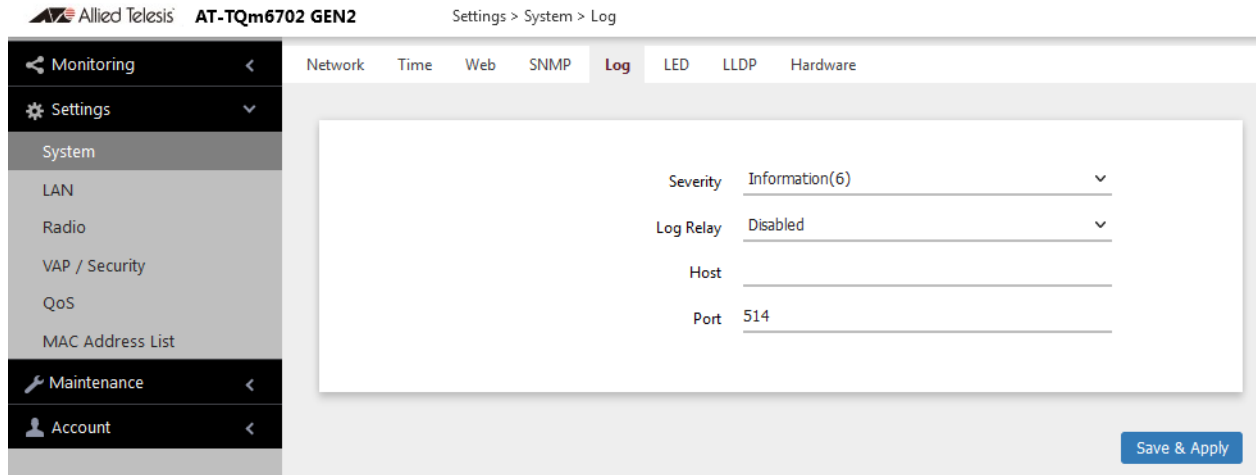 Allied Telesis AT-TQm6702 GEN2 Settings > System > Log
Monitoring
Network Time Web SNMP Log LED LLDP Hardware
Settings
System
LAN
Radio
VAP / Security
QoS
MAC Address List
Maintenance
Account
Severity Information(6)
Log Relay Disabled
Host
Port 514
Save & Apply